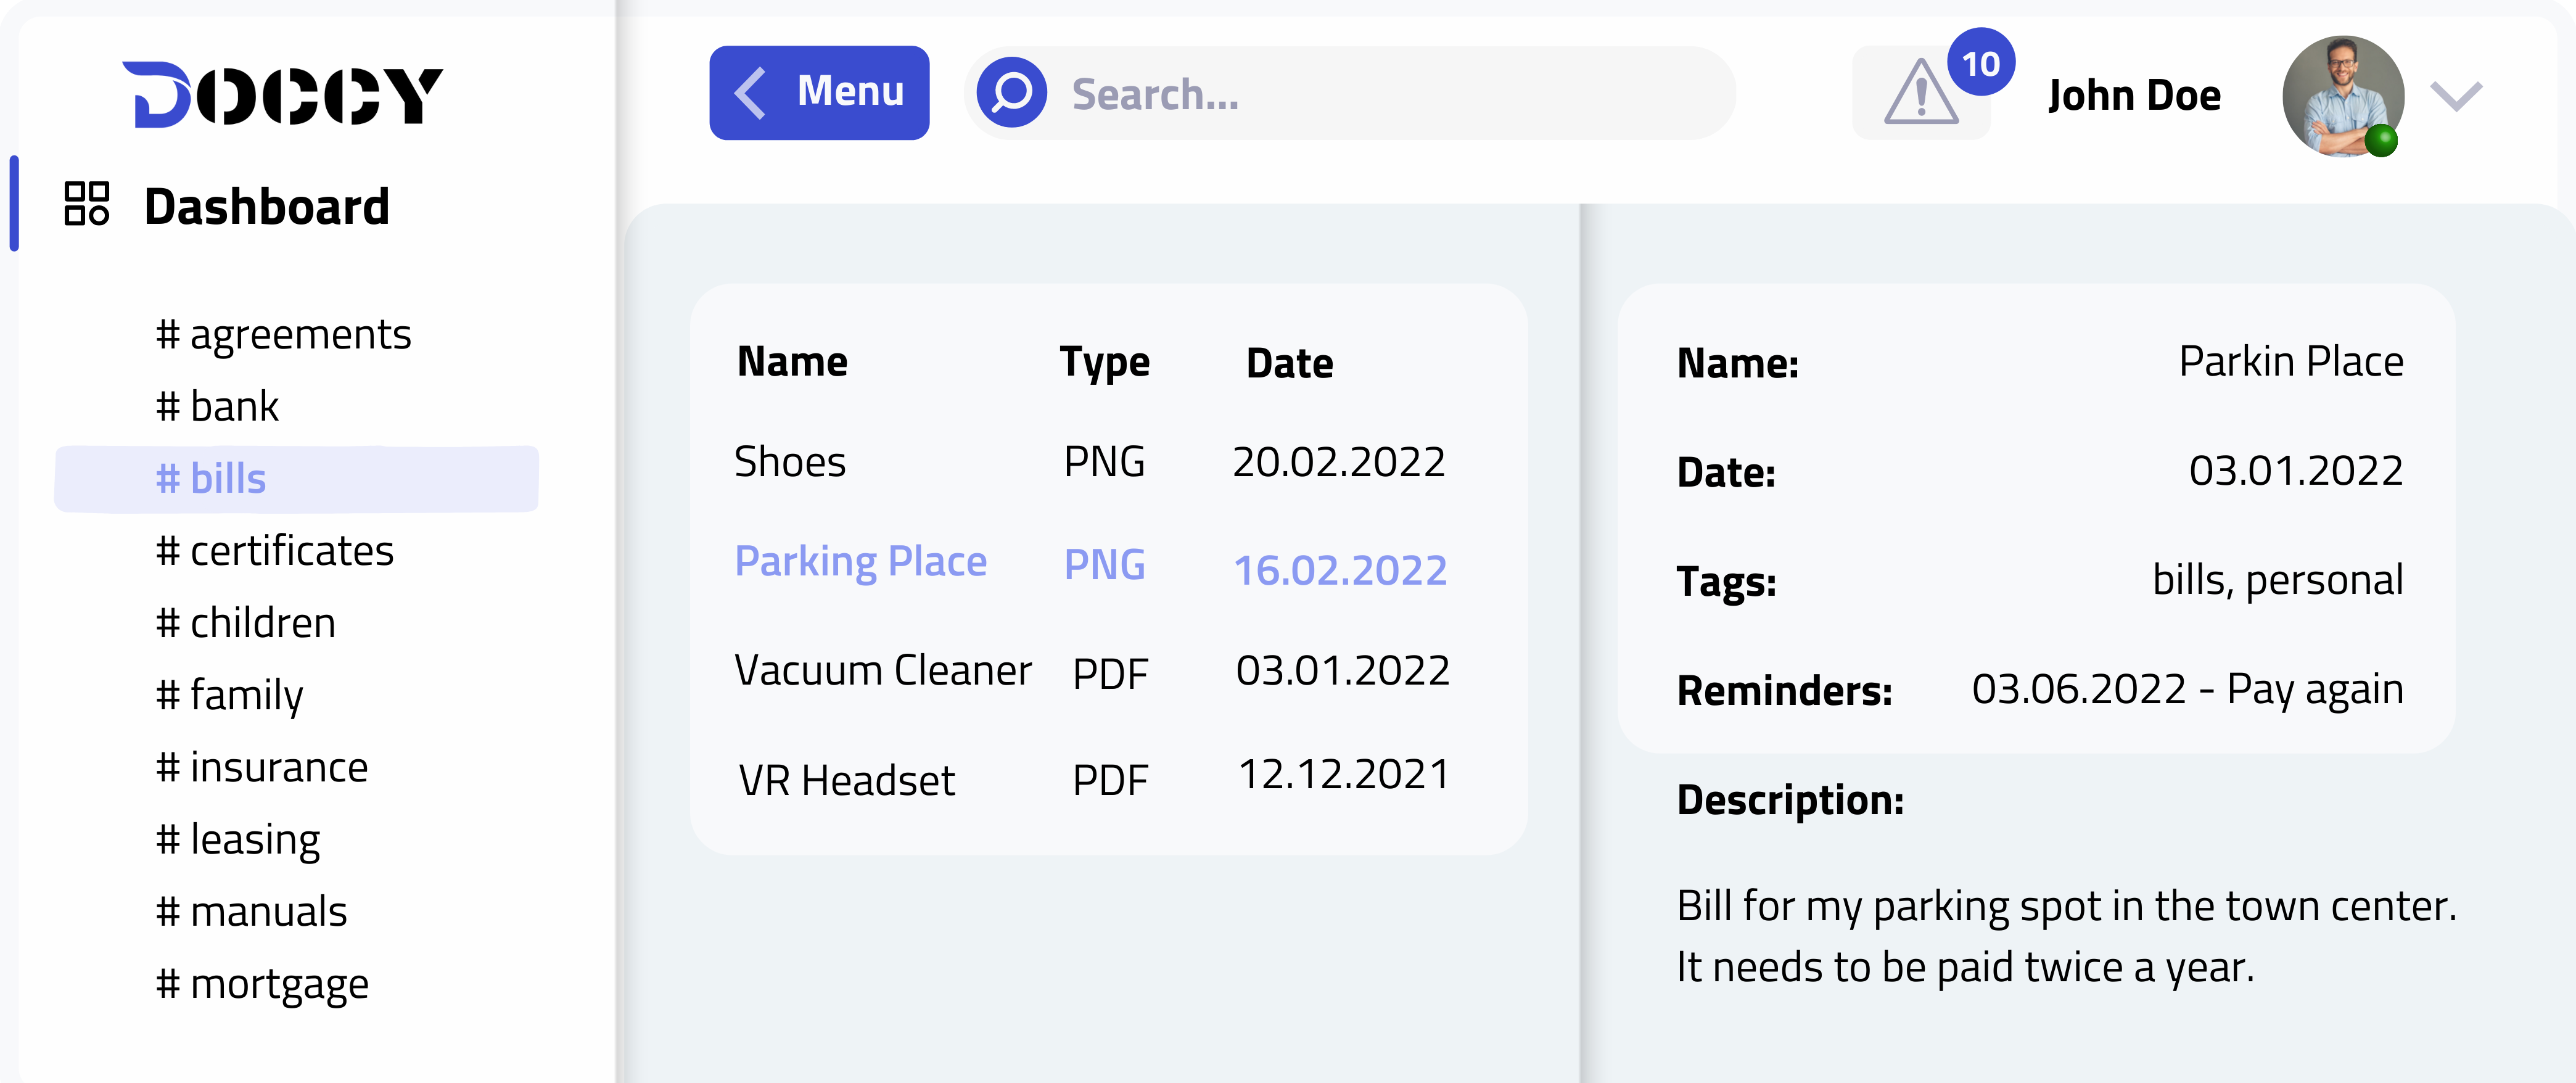 DOCCY
Dashboard
# agreements
# bank
# bills
# certificates
# children
# family
# insurance
# leasing
# manuals
# mortgage
Menu
Search...
10
John Doe
Name Type Date
Shoes PNG 20.02.2022
Parking Place PNG 16.02.2022
Vacuum Cleaner PDF 03.01.2022
VR Headset PDF 12.12.2021
Name: Parkin Place
Date: 03.01.2022
Tags: bills, personal
Reminders: 03.06.2022 - Pay again
Description:
Bill for my parking spot in the town center.
It needs to be paid twice a year.